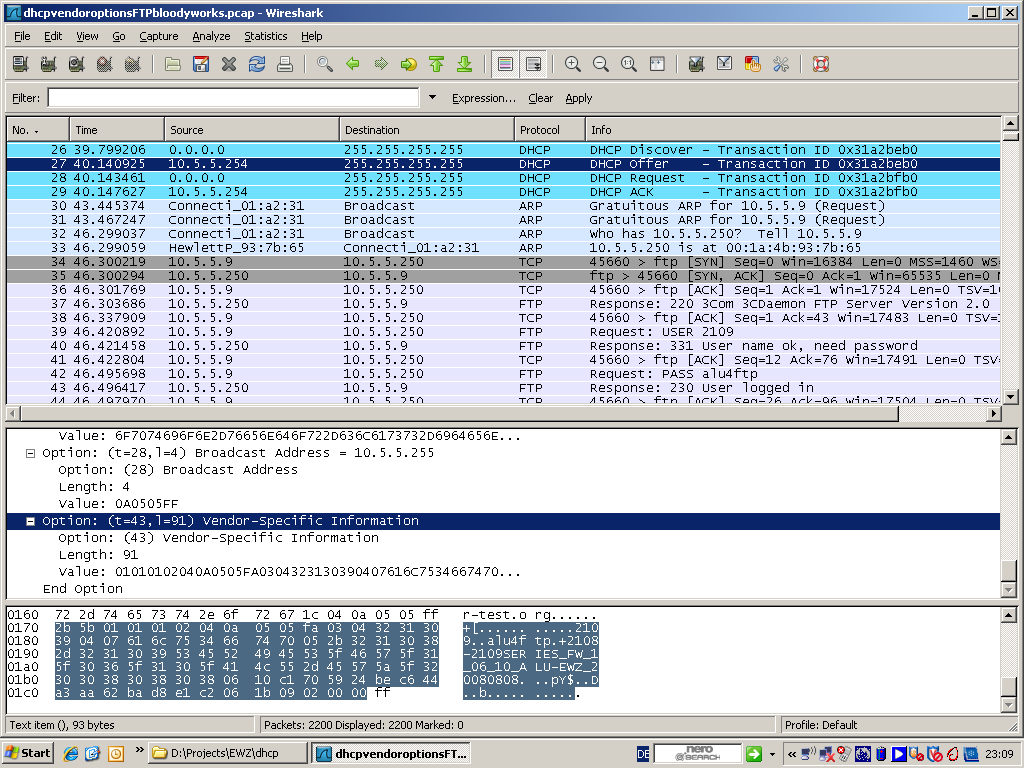 dhcpvendoroptionsFTPbloodyworks.pcap - Wireshark
File Edit View Go Capture Analyze Statistics Help
Filter: Expression... Clear Apply
No. Time Source Destination Protocol Info
26 39.799206 0.0.0.0 255.255.255.255 DHCP DHCP Discover - Transaction ID 0x31a2beb0
27 40.140925 10.5.5.254 255.255.255.255 DHCP DHCP Offer - Transaction ID 0x31a2beb0
28 40.143461 0.0.0.0 255.255.255.255 DHCP DHCP Request - Transaction ID 0x31a2bfb0
29 40.147627 10.5.5.254 255.255.255.255 DHCP DHCP ACK - Transaction ID 0x31a2bfb0
30 43.445374 Connecti_01:a2:31 Broadcast ARP Gratuitous ARP for 10.5.5.9 (Request)
31 43.467247 Connecti_01:a2:31 Broadcast ARP Gratuitous ARP for 10.5.5.9 (Request)
32 46.299037 Connecti_01:a2:31 Broadcast ARP Who has 10.5.5.250? Tell 10.5.5.9
33 46.299059 HewlettP_93:7b:65 Connecti_01:a2:31 ARP 10.5.5.250 is at 00:1a:4b:93:7b:65
34 46.300219 10.5.5.9 10.5.5.250 TCP 45660 > ftp [SYN] Seq=0 Win=16384 Len=0 MSS=1460 WS=
35 46.300294 10.5.5.250 10.5.5.9 TCP ftp > 45660 [SYN, ACK] Seq=0 Ack=1 Win=65535 Len=0 M
36 46.301769 10.5.5.9 10.5.5.250 TCP 45660 > ftp [ACK] Seq=1 Ack=1 Win=17524 Len=0 TSV=1
37 46.303686 10.5.5.250 10.5.5.9 FTP Response: 220 3Com 3CDaemon FTP Server Version 2.0
38 46.337909 10.5.5.9 10.5.5.250 TCP 45660 > ftp [ACK] Seq=1 Ack=43 Win=17483 Len=0 TSV=
39 46.420892 10.5.5.9 10.5.5.250 FTP Request: USER 2109
40 46.421458 10.5.5.250 10.5.5.9 FTP Response: 331 User name ok, need password
41 46.422804 10.5.5.9 10.5.5.250 TCP 45660 > ftp [ACK] Seq=12 Ack=76 Win=17491 Len=0 TSV=
42 46.495698 10.5.5.9 10.5.5.250 FTP Request: PASS alu4ftp
43 46.496417 10.5.5.250 10.5.5.9 FTP Response: 230 User logged in
44 46.497970 10.5.5.9 10.5.5.250 TCP 45660 > ftp [ACK] Seq=26 Ack=96 Win=17504 Len=0 TSV=
Value: 6F7074696F6E2D76656E646F722D636C6173732D6964656E...
Option: (t=28,l=4) Broadcast Address = 10.5.5.255
Option: (28) Broadcast Address
Length: 4
Value: 0A0505FF
Option: (t=43,l=91) Vendor-Specific Information
Option: (43) Vendor-Specific Information
Length: 91
Value: 01010102040A0505FA0304323130390407616C7534667470...
End Option
0160 72 2d 74 65 73 74 2e 6f 72 67 1c 04 0a 05 05 ff r-test.o rg......
0170 2b 5b 01 01 01 02 04 0a 05 05 fa 03 04 32 31 30 +[...... .....210
0180 39 04 07 61 6c 75 34 66 74 70 05 2b 32 31 30 38 9..alu4f tp.+2108
0190 2d 32 31 30 39 53 45 52 49 45 53 5f 46 57 5f 31 -2109SER IES_FW_1
01a0 5f 30 36 5f 31 30 5f 41 4c 55 2d 45 57 5a 5f 32 _06_10_A LU-EWZ_2
01b0 30 30 38 30 38 30 38 06 10 c1 70 59 24 be c6 44 0080808. ..pY$..D
01c0 a3 aa 62 ba d8 e1 c2 06 1b 09 02 00 00 ff ..b..... ......
Text item (), 93 bytes Packets: 2200 Displayed: 2200 Marked: 0 Profile: Default
Start » D:\Projects\EWZ\dhcp dhcpvendoroptionsFT... DE nero SEARCH « 23:09